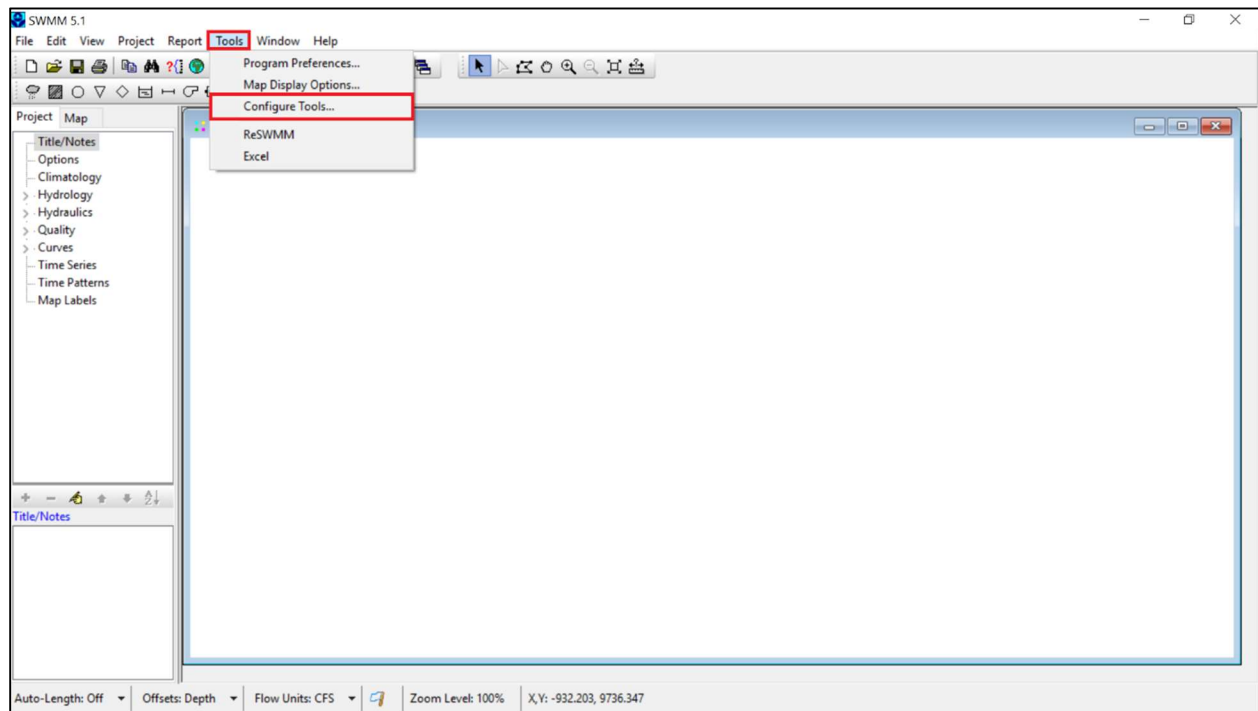 SWMM 5.1
File Edit View Project Report Tools Window Help
Program Preferences...
Map Display Options...
Configure Tools...
ReSWMM
Excel
Project Map
Title/Notes
Options
Climatology
Hydrology
Hydraulics
Quality
Curves
Time Series
Time Patterns
Map Labels
Title/Notes
Auto-Length: Off Offsets: Depth Flow Units: CFS Zoom Level: 100% X,Y: -932.203, 9736.347